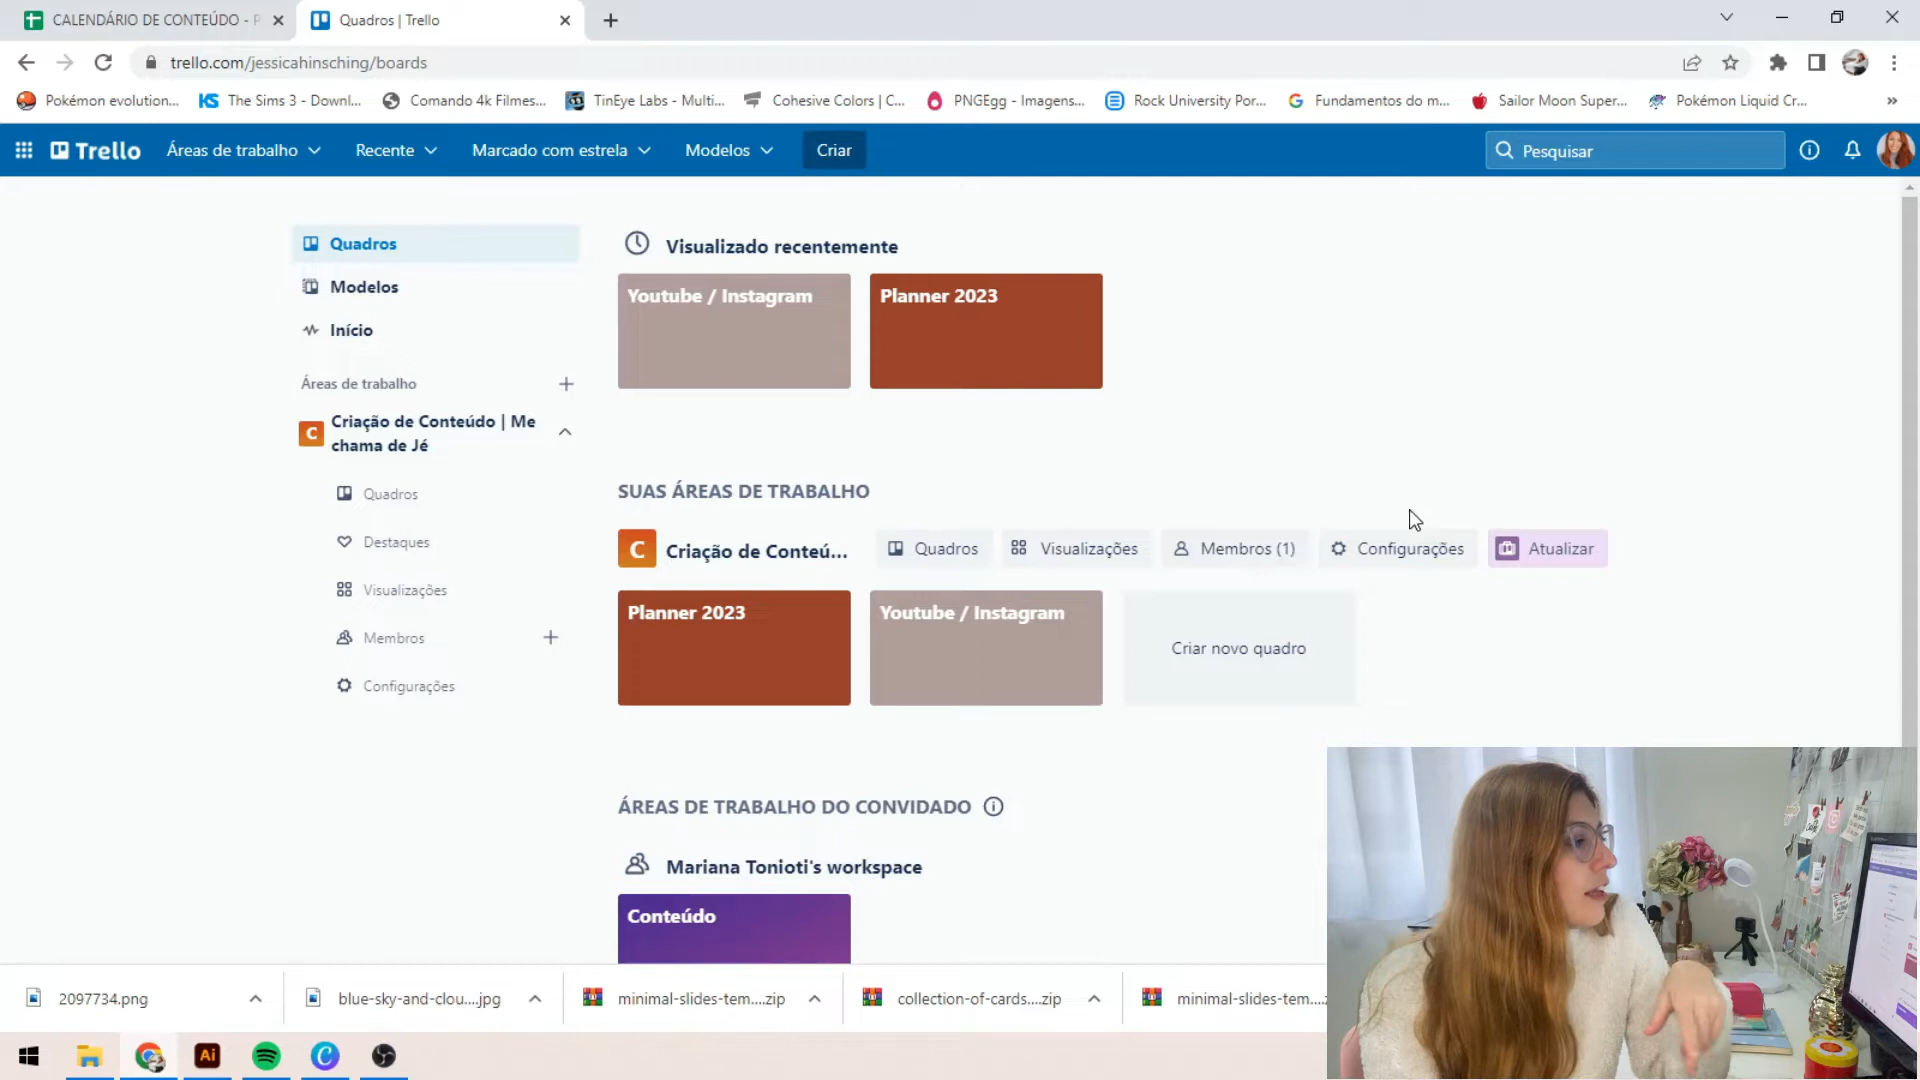 CALENDÁRIO DE CONTEÚDO - P
Quadros | Trello
trello.com/jessicahinsching/boards
Pokémon evolution...
The Sims 3 - Downl...
Comando 4k Filmes...
TinEye Labs - Multi...
Cohesive Colors | C...
PNGEgg - Imagens...
Rock University Por...
Fundamentos do m...
Sailor Moon Super...
Pokémon Liquid Cr...
Trello
Áreas de trabalho
Recente
Marcado com estrela
Modelos
Criar
Pesquisar
Quadros
Modelos
Início
Áreas de trabalho
C
Criação de Conteúdo | Me
chama de Jé
Quadros
Destaques
Visualizações
Membros
Configurações
Visualizado recentemente
Youtube / Instagram
Planner 2023
SUAS ÁREAS DE TRABALHO
C
Criação de Conteú...
Quadros
Visualizações
Membros (1)
Configurações
Atualizar
Planner 2023
Youtube / Instagram
Criar novo quadro
ÁREAS DE TRABALHO DO CONVIDADO
Mariana Tonioti's workspace
Conteúdo
2097734.png
blue-sky-and-clou....jpg
minimal-slides-tem....zip
collection-of-cards....zip
minimal-slides-tem....z
Ai